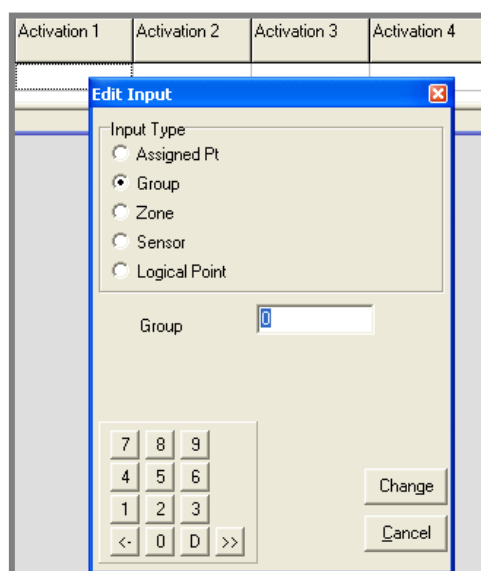 Activation 1 Activation 2 Activation 3 Activation 4
Edit Input
Input Type
Assigned Pt
Group
Zone
Sensor
Logical Point
Group 0
7 8 9
4 5 6
1 2 3
<- 0 D >>
Change
Cancel